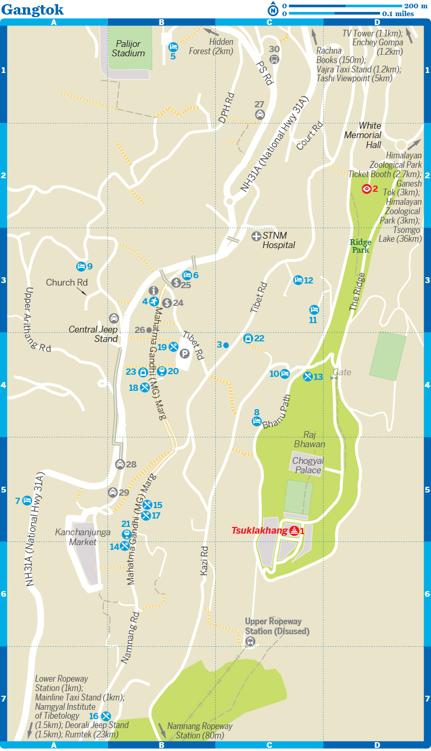 Gangtok
N
0
200 m
0
0.1 miles
A
B
C
D
Palijor
Stadium
5
Hidden
Forest (2km)
30
Rachna
Books (150m);
Vajra Taxi Stand (1.2km);
Tashi Viewpoint (5km)
TV Tower (1.1km);
Enchey Gompa
(1.2km)
1
1
PS Rd
27
DPH Rd
NH31A (National Hwy 31A)
Court Rd
White
Memorial
Hall
Himalayan
Zoological Park
Ticket Booth (2.7km);
Ganesh
Tok (3km);
Himalayan
Zoological
Park (3km);
Tsomgo
Lake (36km)
2
2
2
STNM
Hospital
Ridge
Park
9
6
25
12
3
3
Church Rd
4
24
The Ridge
Tibet Rd
11
Upper Arithang Rd
Central Jeep
Stand
26
Mahatma Gandhi (MG) Marg
Tibet Rd
19
P
3
22
23
20
18
10
13
Gate
4
4
8
Bhanu Path
Raj
Bhawan
28
Chogyal
Palace
29
5
5
7
NH31A (National Hwy 31A)
Mahatma Gandhi (MG) Marg
15
17
Kanchanjunga
Market
21
14
Tsuklakhang
1
Kazi Rd
6
6
Namnang Rd
Upper Ropeway
Station (Disused)
Lower Ropeway
Station (1km);
Mainline Taxi Stand (1km);
Namgyal Institute
of Tibetology
(1.5km); Deorali Jeep Stand
(1.5km); Rumtek (23km)
16
Namnang Ropeway
Station (80m)
7
7
A
B
C
D